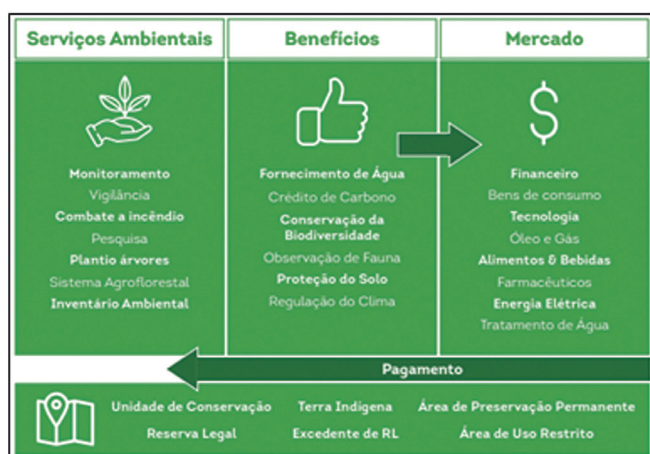 Serviços Ambientais
Monitoramento
Vigilância
Combate a incêndio
Pesquisa
Plantio árvores
Sistema Agroflorestal
Inventário Ambiental
Benefícios
Fornecimento de Água
Crédito de Carbono
Conservação da
Biodiversidade
Observação de Fauna
Proteção do Solo
Regulação do Clima
Mercado
$
Financeiro
Bens de consumo
Tecnologia
Óleo e Gás
Alimentos & Bebidas
Farmacêuticos
Energia Elétrica
Tratamento de Água
Pagamento
Unidade de Conservação
Terra Indígena
Área de Preservação Permanente
Reserva Legal
Excedente de RL
Área de Uso Restrito